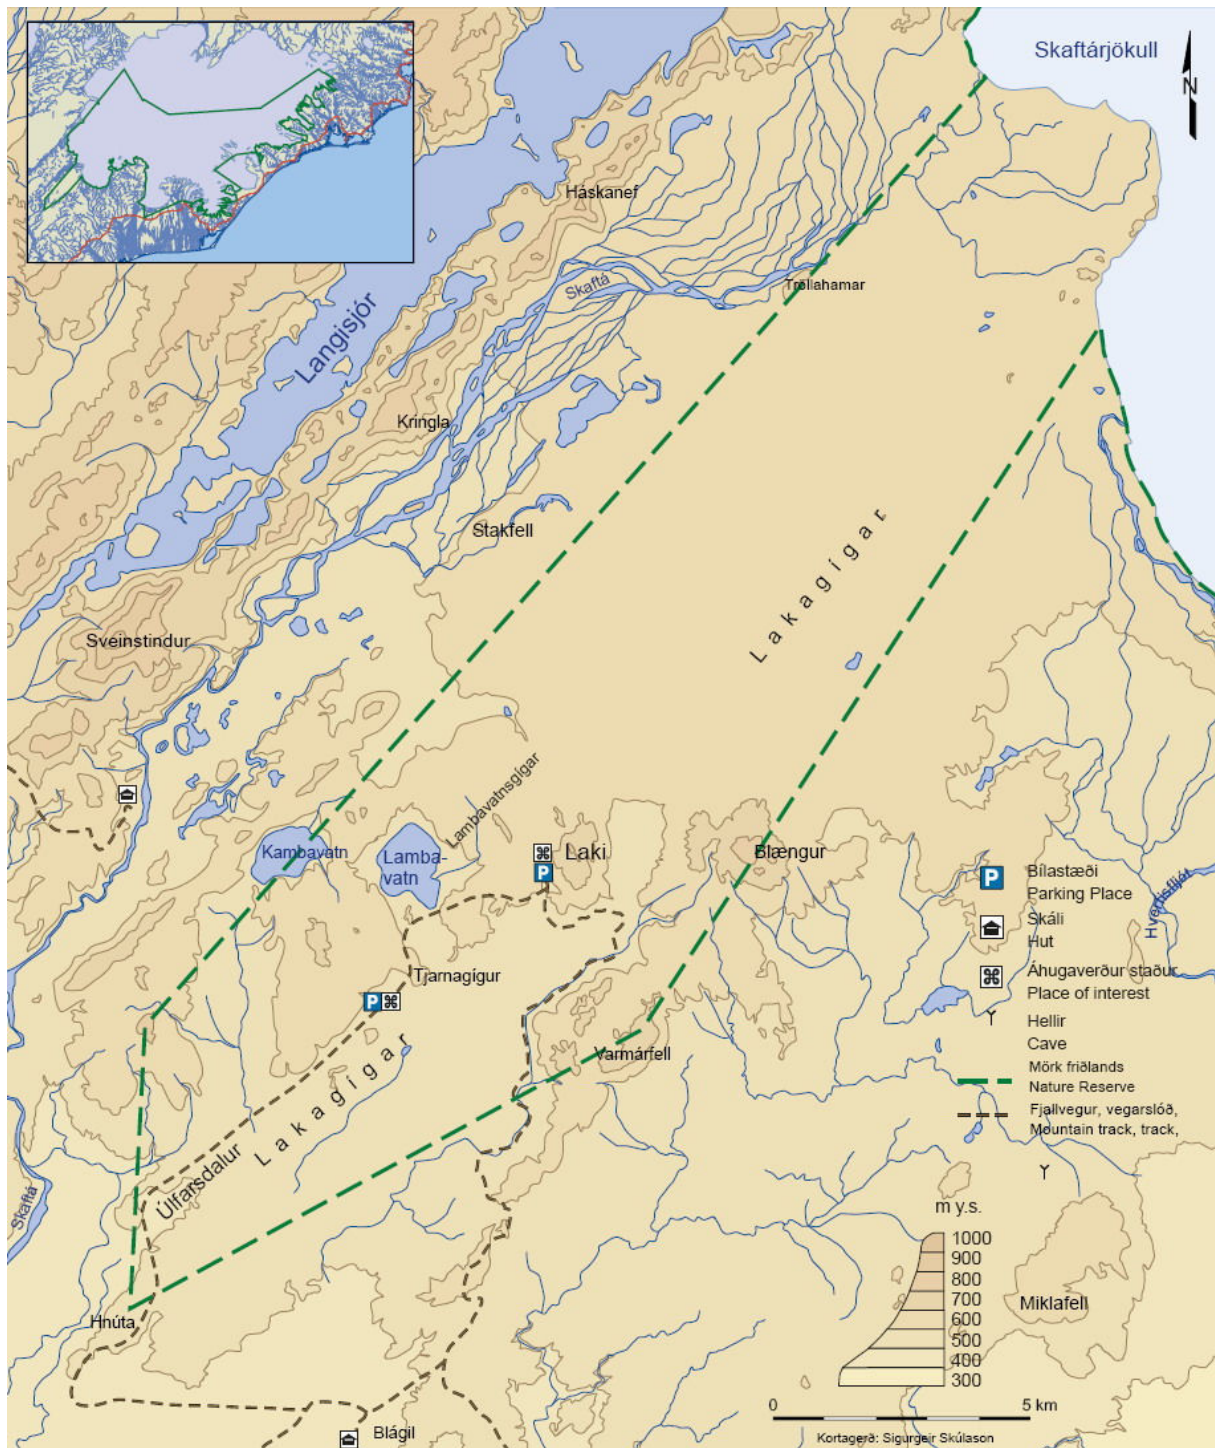 Skaftárjökull
N
Háskanef
Skaftá
Tröllahamar
Langisjór
Kringla
Stakfell
Lakagígar
Sveinstindur
Lambavatnsgígar
Kambavatn
Lamba-
vatn
Laki
Blængur
P
P
Bílastæði
Parking Place
Skáli
Hut
Hverfisfljót
Áhugaverður staður
Place of interest
Tjarnagígur
P
Hellir
Cave
Varmárfell
Mörk friðlands
Nature Reserve
Lakagígar
Fjallvegur, vegarslóð,
Mountain track, track,
Úlfarsdalur
Skaftá
m y.s.
1000
900
800
700
600
500
400
300
Miklafell
Hnúta
0 5 km
Blágil
Kortagerð: Sigurgeir Skúlason